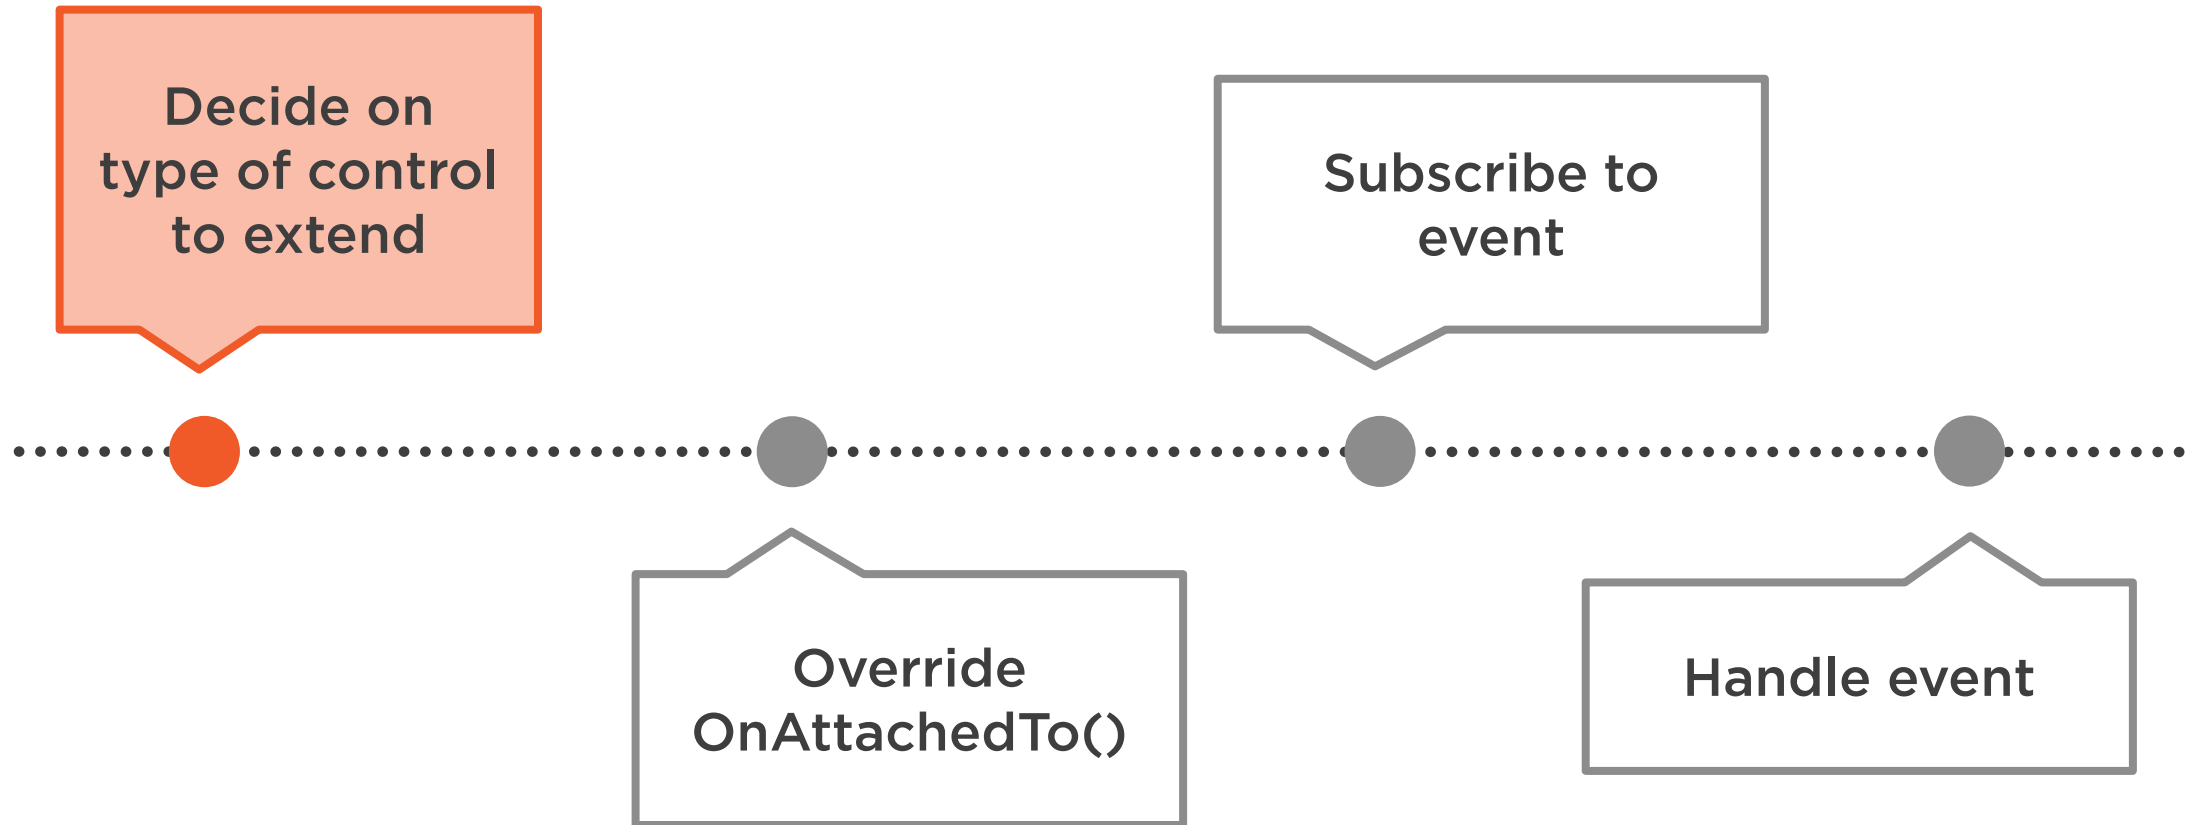 Decide on
type of control
to extend
Override
OnAttachedTo()
Subscribe to
event
Handle event